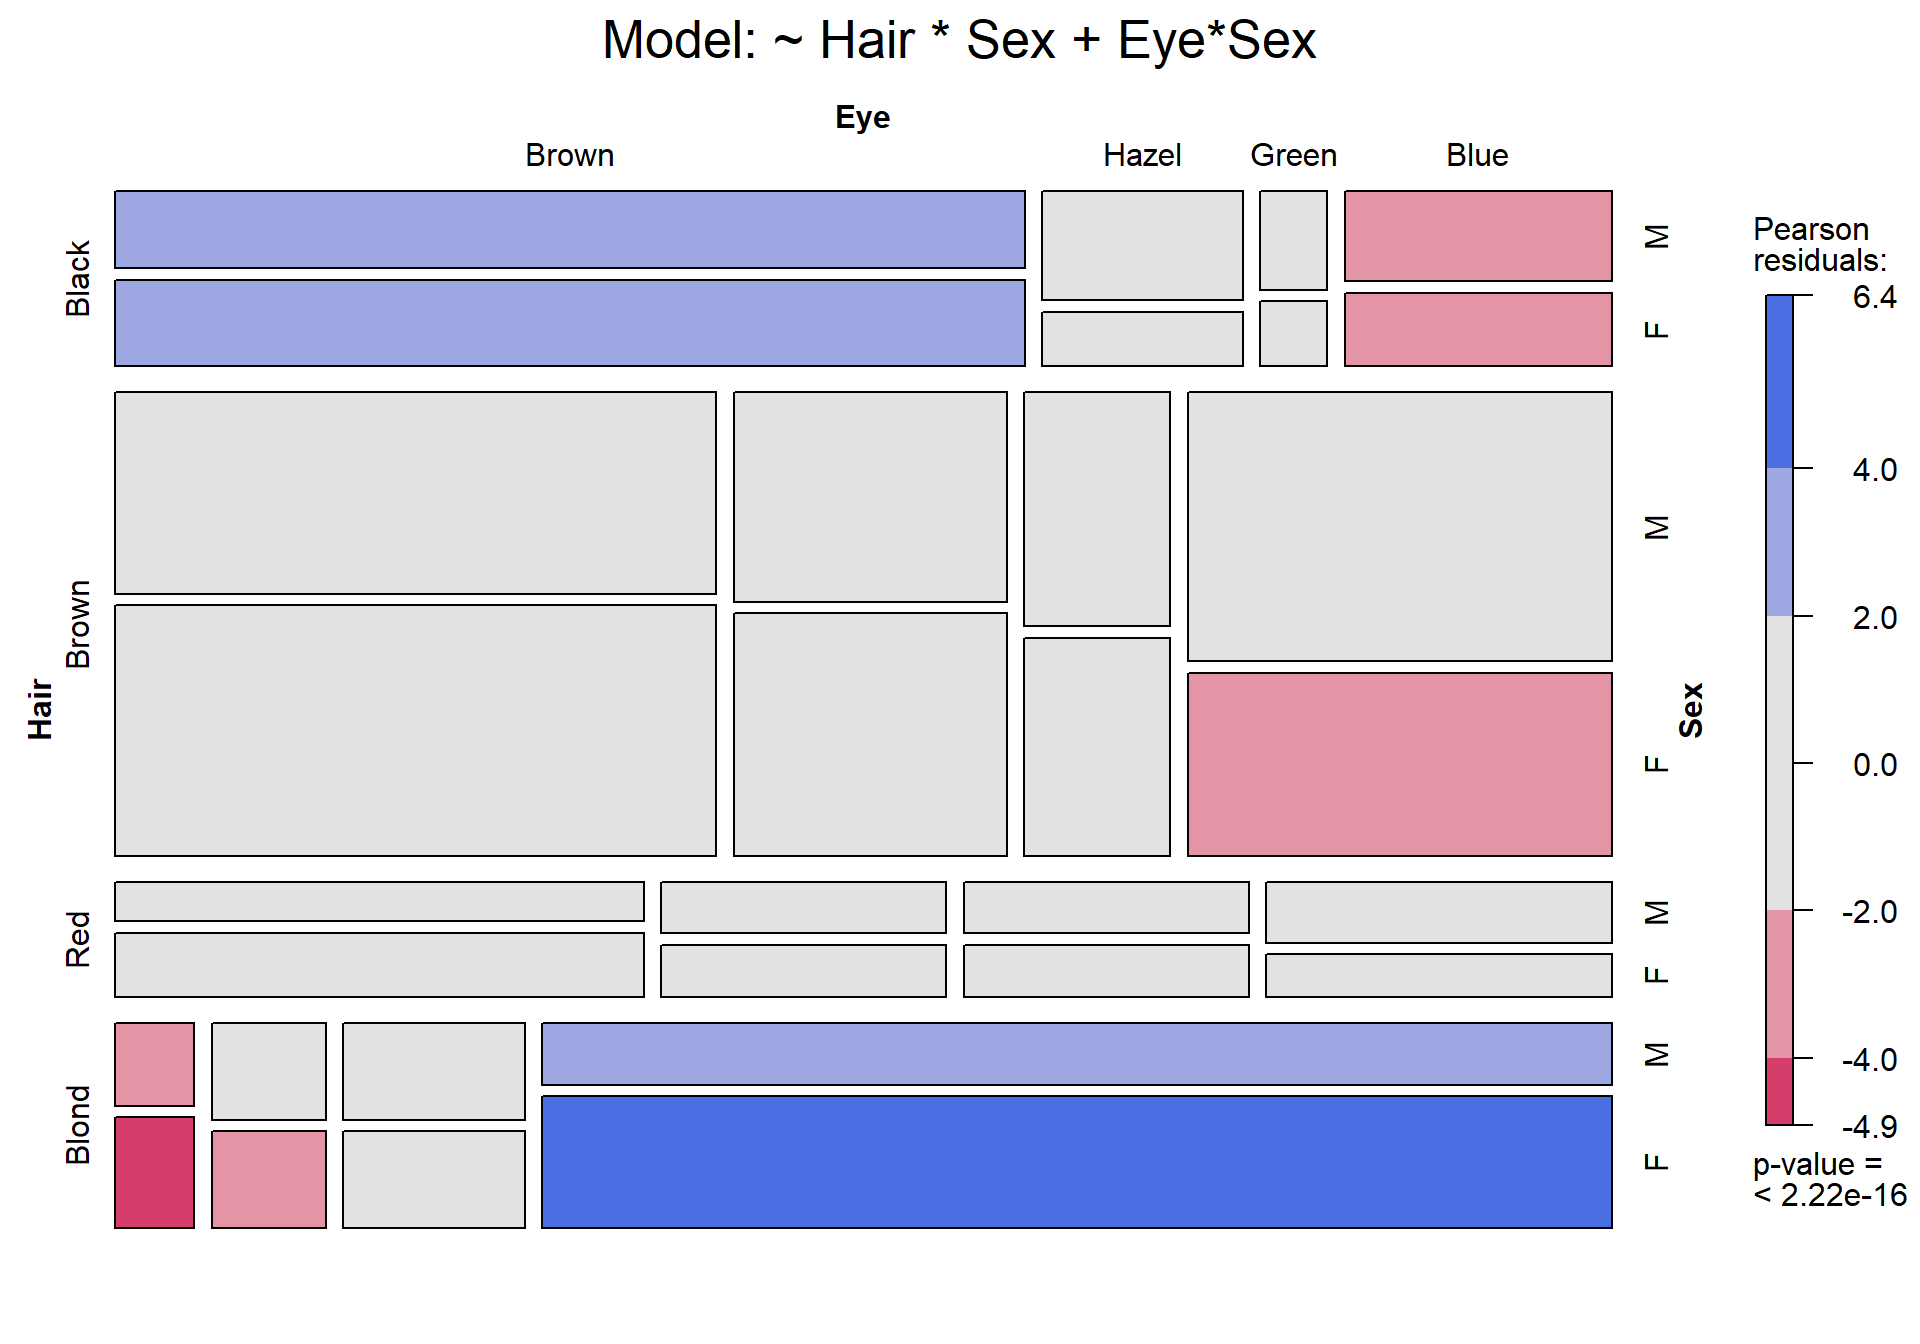 Model: ~ Hair * Sex + Eye*Sex
Eye
Brown Hazel Green Blue
Hair
Black
Brown
Red
Blond
M
F
M
F
M
F
M
F
Sex
Pearson
residuals:
6.4
4.0
2.0
0.0
-2.0
-4.0
-4.9
p-value =
< 2.22e-16